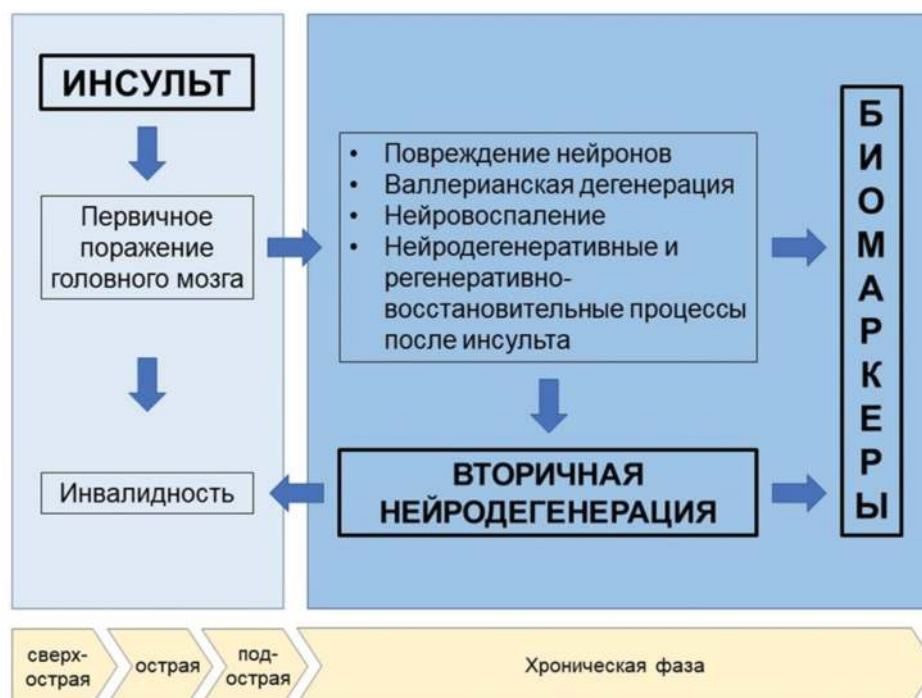 ИНСУЛЬТ
Первичное
поражение
головного мозга
Инвалидность
• Повреждение нейронов
• Валлерианская дегенерация
• Нейровоспаление
• Нейродегенеративные и
регенеративно-
восстановительные процессы
после инсульта
ВТОРИЧНАЯ
НЕЙРОДЕГЕНЕРАЦИЯ
Б
И
О
М
А
Р
К
Е
Р
Ы
сверх-
острая
острая
под-
острая
Хроническая фаза